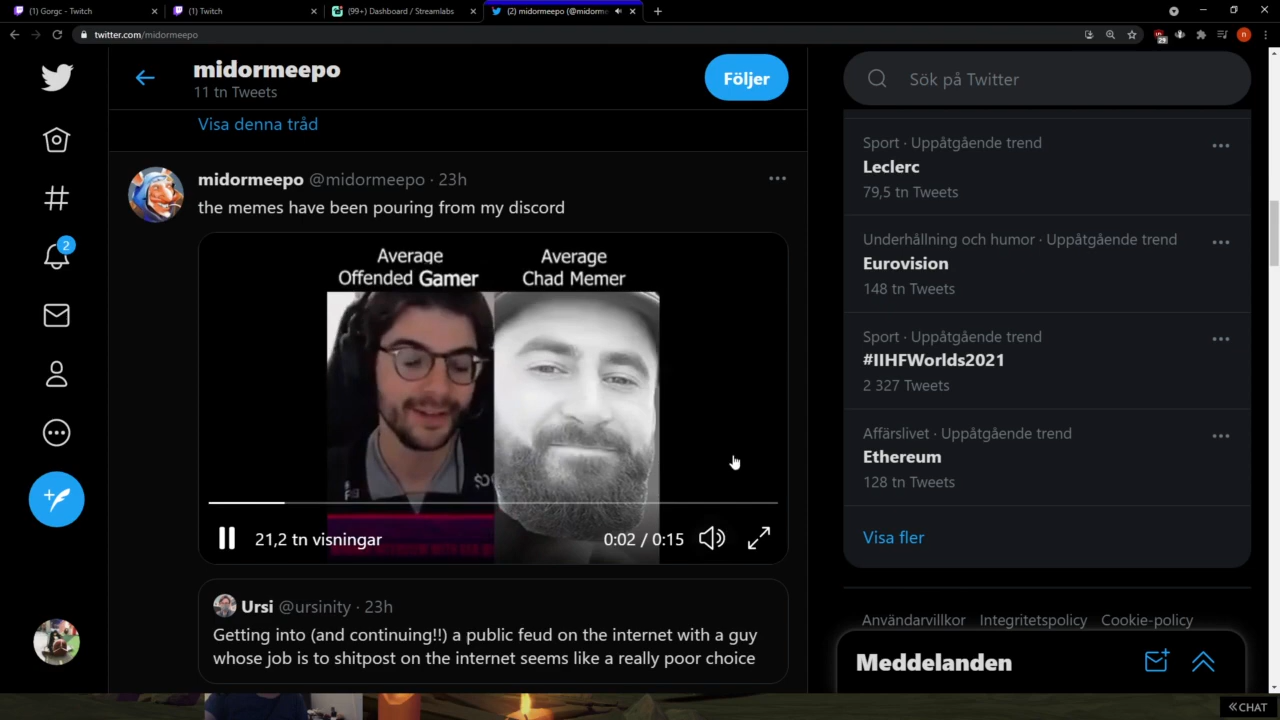 (1) Gorgc - Twitch
(1) Twitch
(99+) Dashboard / Streamlabs
(2) midormeepo (@midorme
twitter.com/midormeepo
29
n
midormeepo
11 tn Tweets
Följer
Sök på Twitter
Visa denna tråd
midormeepo @midormeepo · 23h
the memes have been pouring from my discord
Average
Offended Gamer
Average
Chad Memer
21,2 tn visningar
0:02 / 0:15
Ursi @ursinity · 23h
Getting into (and continuing!!) a public feud on the internet with a guy
whose job is to shitpost on the internet seems like a really poor choice
2
Sport · Uppåtgående trend
Leclerc
79,5 tn Tweets
Underhållning och humor · Uppåtgående trend
Eurovision
148 tn Tweets
Sport · Uppåtgående trend
#IIHFWorlds2021
2 327 Tweets
Affärslivet · Uppåtgående trend
Ethereum
128 tn Tweets
Visa fler
Användarvillkor Integritetspolicy Cookie-policy
Meddelanden
CHAT